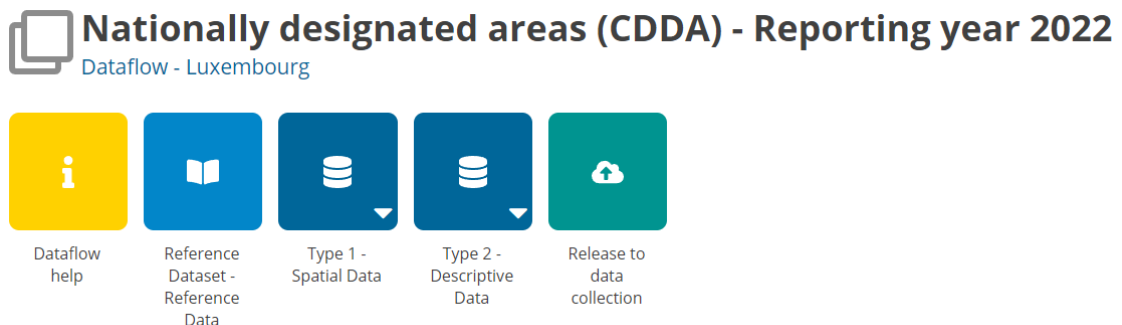 Nationally designated areas (CDDA) - Reporting year 2022
Dataflow - Luxembourg
Dataflow
help
Reference
Dataset -
Reference
Data
Type 1 -
Spatial Data
Type 2 -
Descriptive
Data
Release to
data
collection